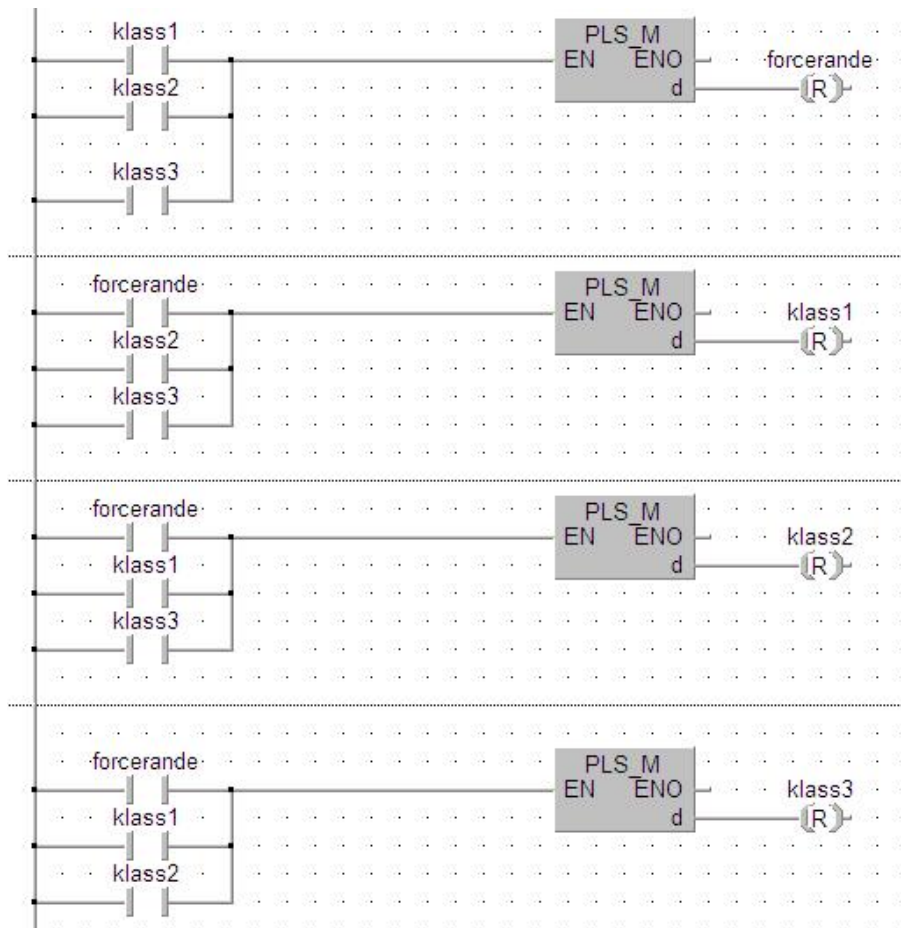 klass1
PLS_M
EN ENO
forcerande
klass2
d
(R)
klass3
forcerande
PLS_M
EN ENO
klass1
klass2
d
(R)
klass3
forcerande
PLS_M
EN ENO
klass2
klass1
d
(R)
klass3
forcerande
PLS_M
EN ENO
klass3
klass1
d
(R)
klass2